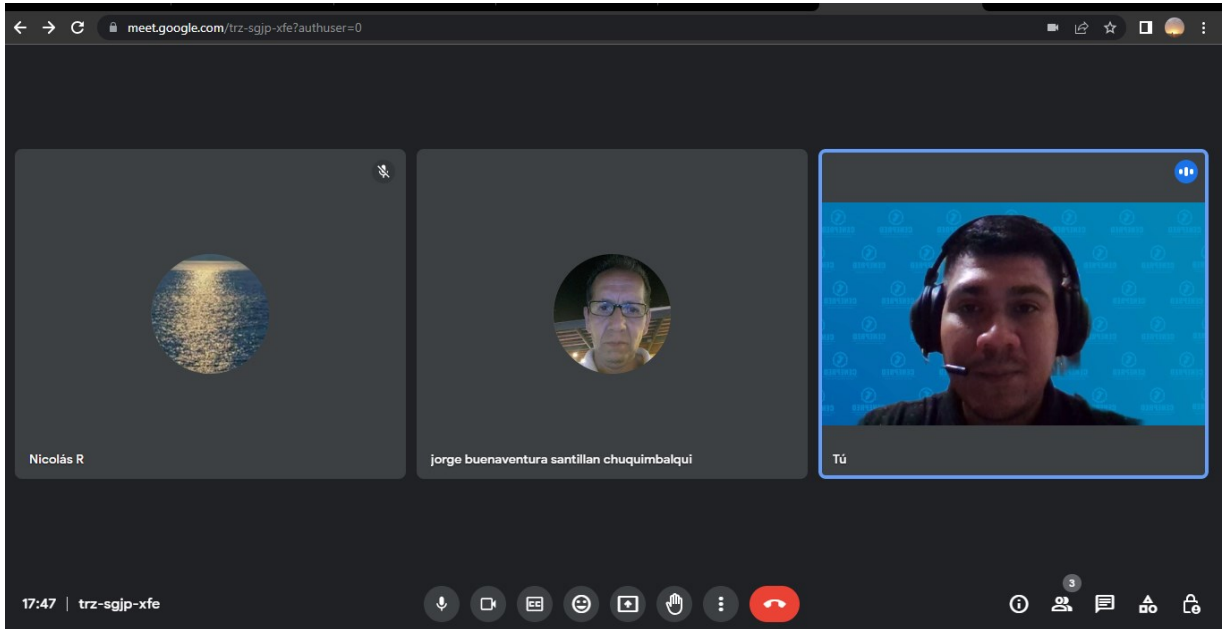 meet.google.com/trz-sgjp-xfe?authuser=0
Nicolás R
jorge buenaventura santillan chuquimbalqui
Tú
17:47 | trz-sgjp-xfe
CC
3